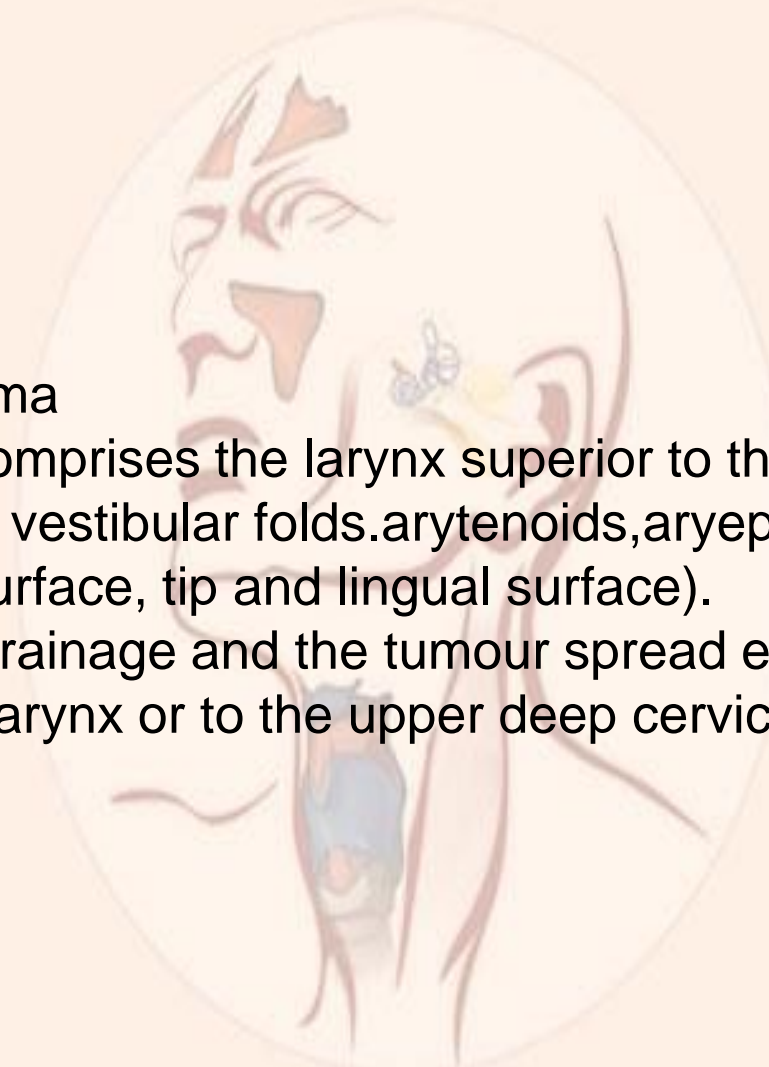 ma
omprises the larynx superior to th
vestibular folds.arytenoids,aryep
urface, tip and lingual surface).
rainage and the tumour spread e
arynx or to the upper deep cervic